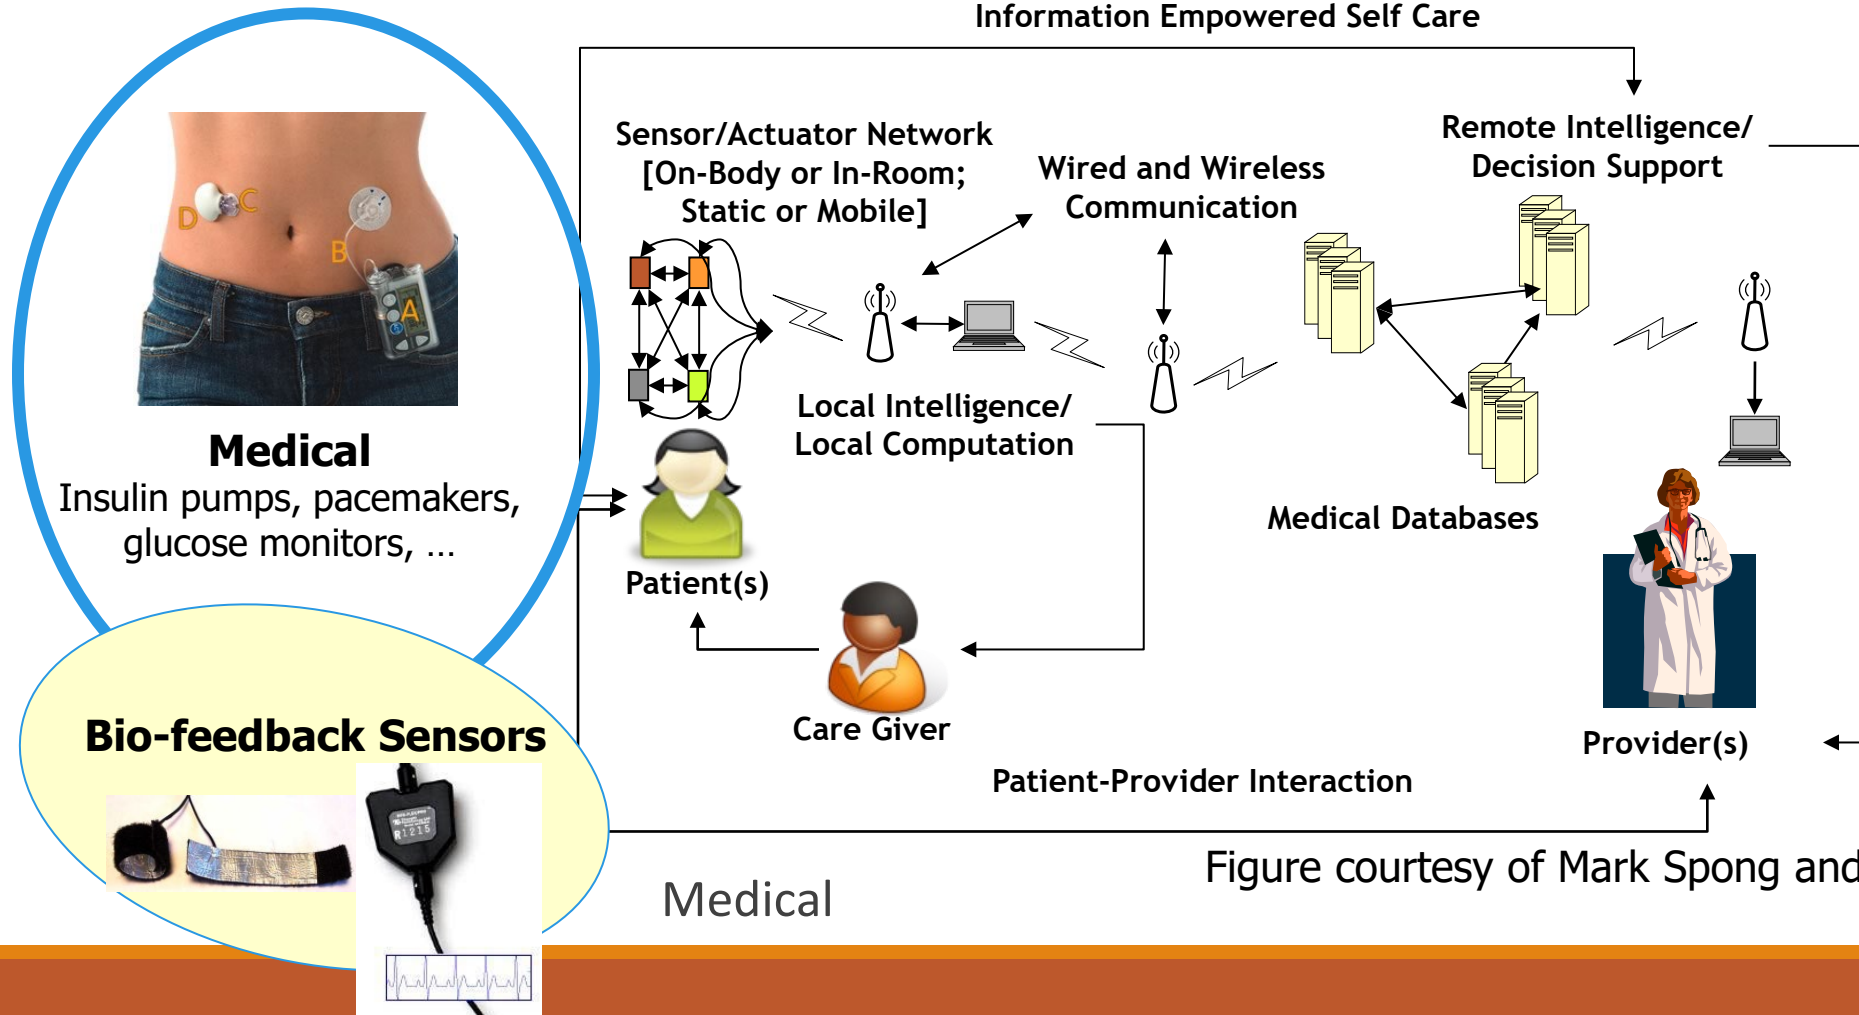 Information Empowered Self Care
Sensor/Actuator Network
[On-Body or In-Room;
Static or Mobile]
Wired and Wireless
Communication
Remote Intelligence/
Decision Support
D
C
B
A
Medical
Insulin pumps, pacemakers,
glucose monitors, ...
Local Intelligence/
Local Computation
Medical Databases
Patient(s)
Care Giver
Provider(s)
Bio-feedback Sensors
R1215
Patient-Provider Interaction
Figure courtesy of Mark Spong and
Medical